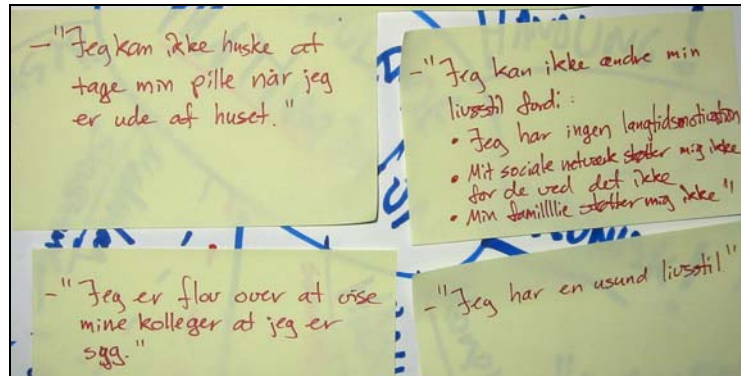 -"Jeg kan ikke huske at
tage min pille når jeg
er ude af huset."
-"Jeg kan ikke ændre min
livsstil fordi:
• Jeg har ingen langtidsmotivation
• Mit sociale netværk støtter mig ikke
for de ved det ikke
• Min famillllie støtter mig ikke"
-"Jeg er flov over at vise
mine kolleger at jeg er
syg."
-"Jeg har en usund livsstil"